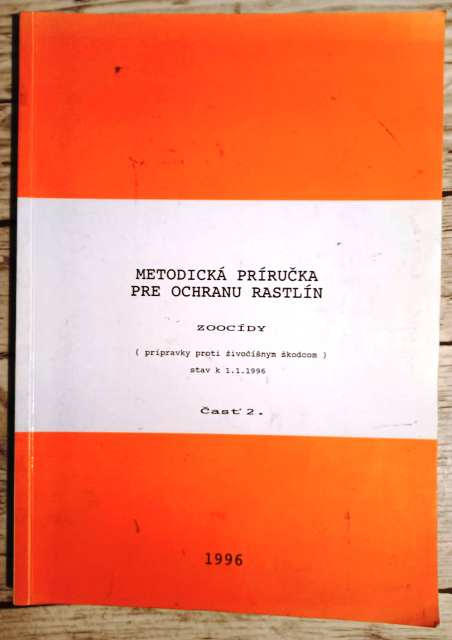 METODICKÁ PRÍRUČKA
PRE OCHRANU RASTLÍN
ZOOCÍDY
( prípravky proti živočíšnym škodcom )
stav k 1.1.1996
Časť 2.
1996